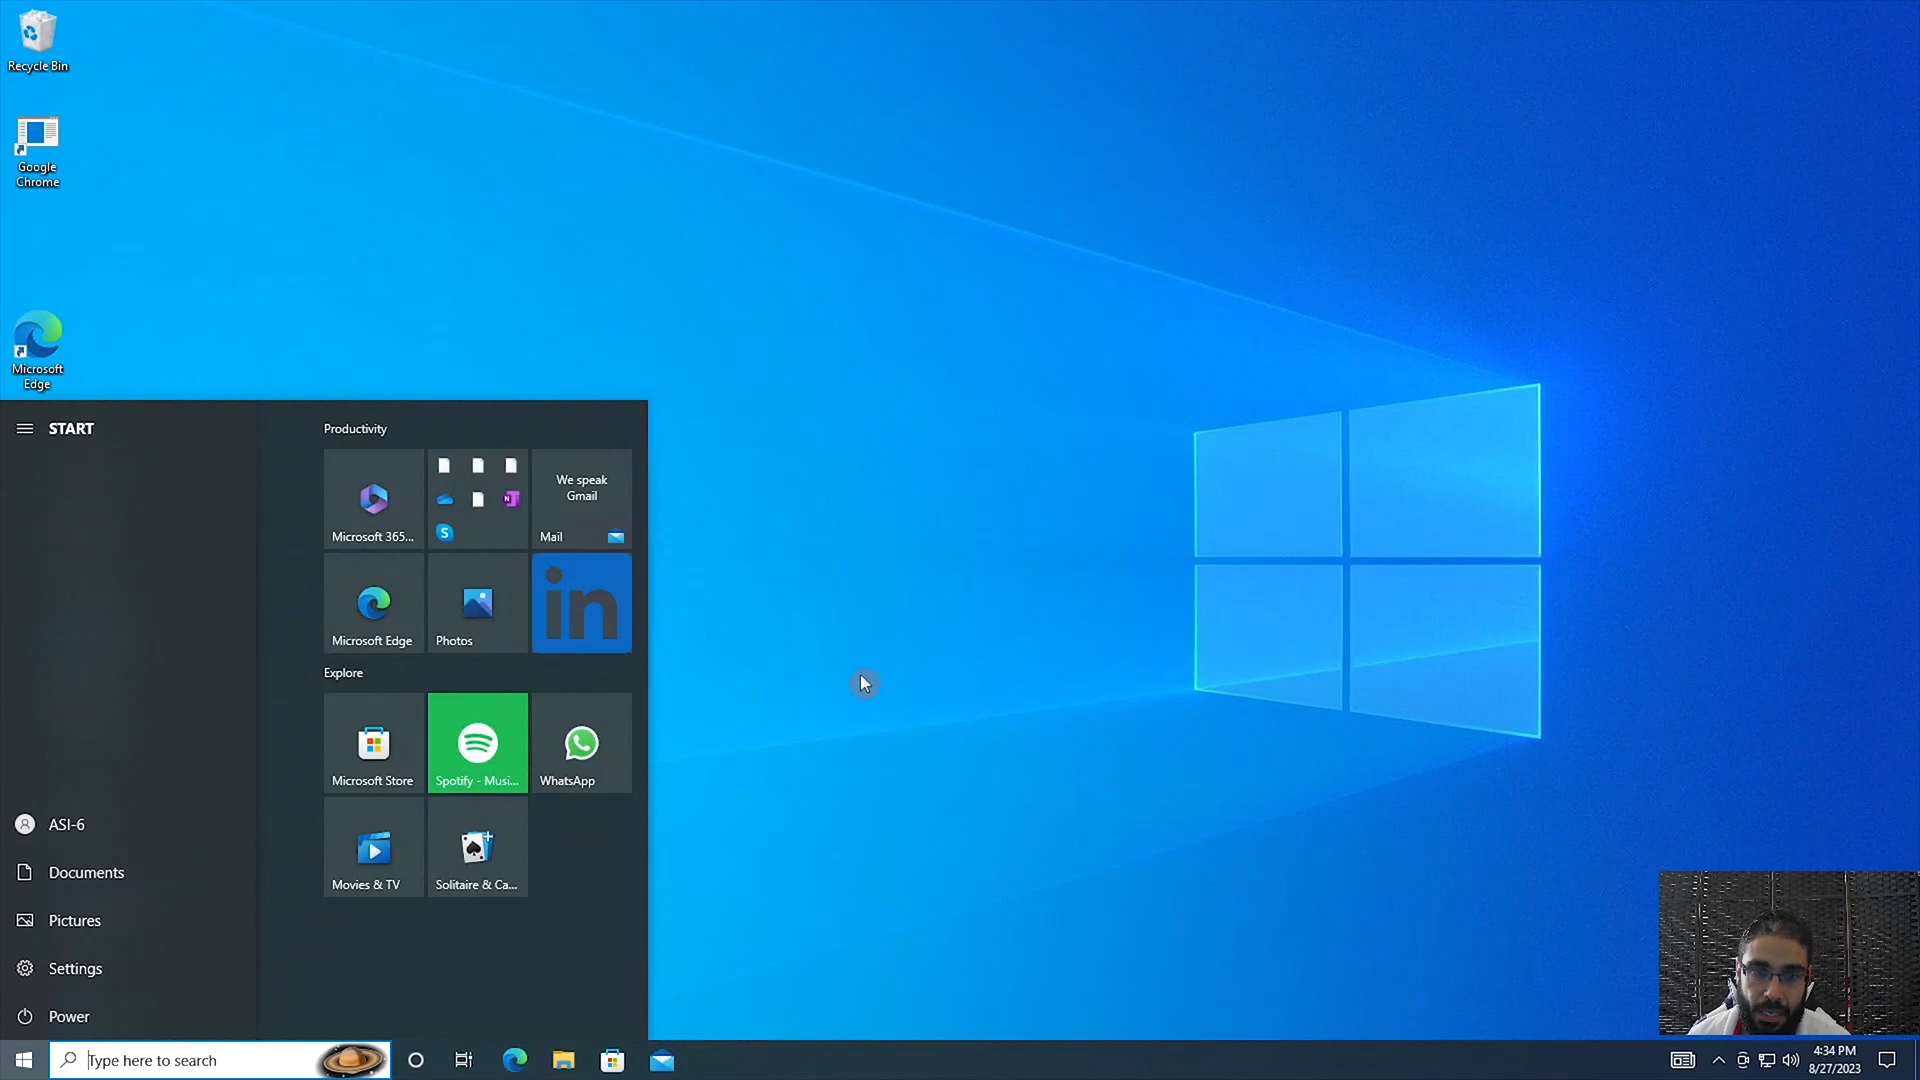 Recycle Bin
Google
Chrome
Microsoft
Edge
START
Productivity
Microsoft 365...
N
S
We speak
Gmail
Mail
Microsoft Edge
Photos
in
Explore
Microsoft Store
Spotify - Musi...
WhatsApp
Movies & TV
Solitaire & Ca...
ASI-6
Documents
Pictures
Settings
Power
Type here to search
4:34 PM
8/27/2023